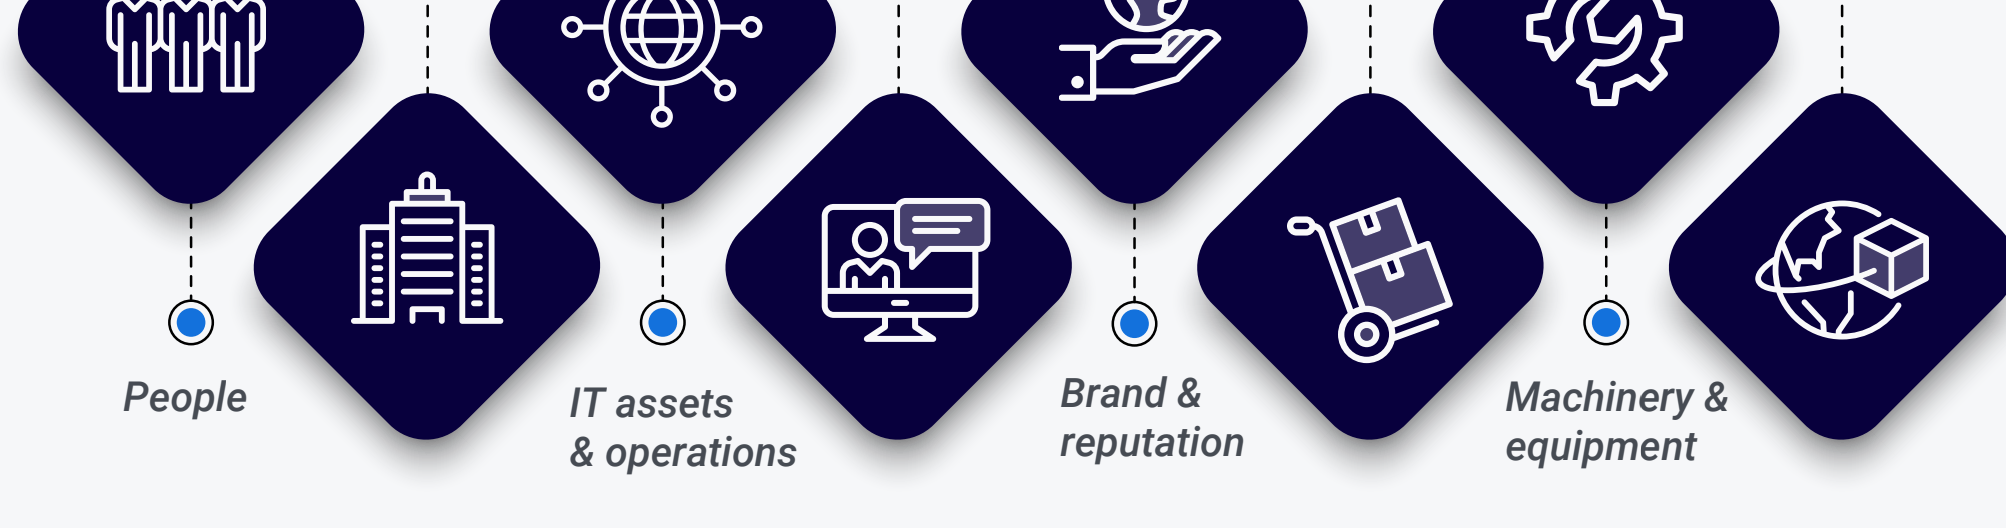 People
IT assets
& operations
Brand &
reputation
Machinery &
equipment